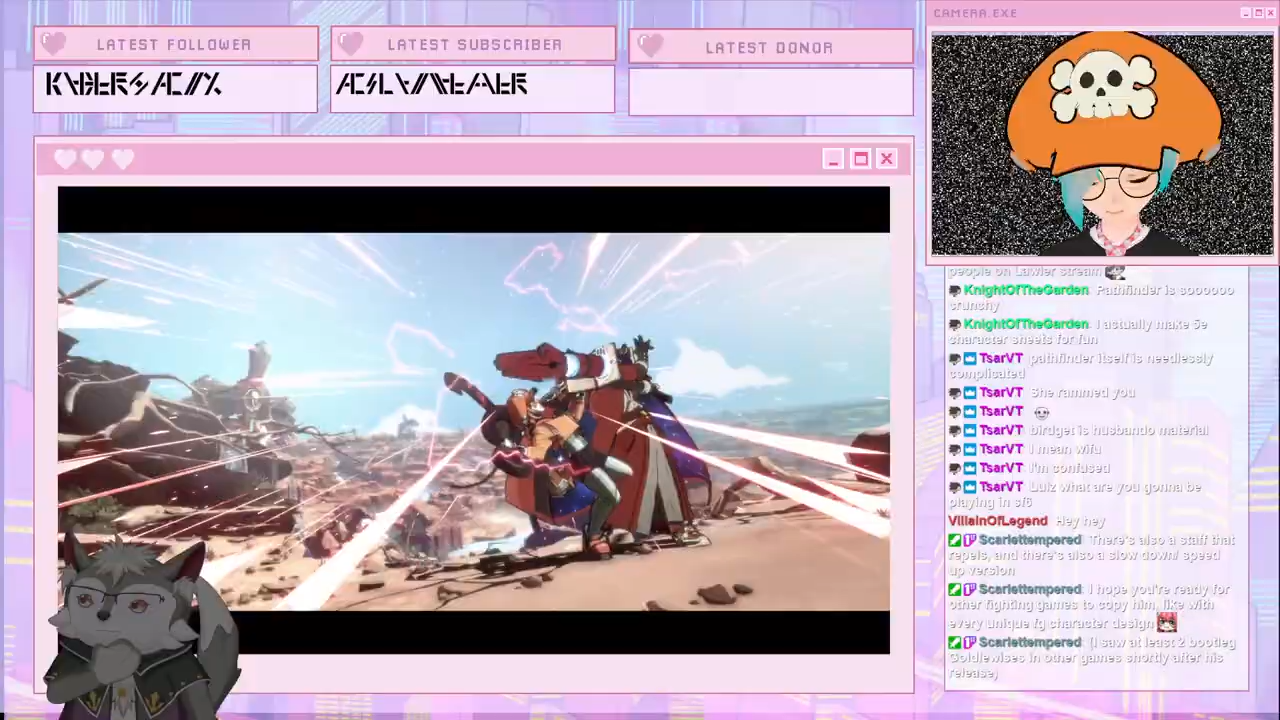 CAMERA.EXE
LATEST FOLLOWER
LATEST SUBSCRIBER
LATEST DONOR
people on Lawler stream
KnightOfTheGarden Pathfinder is soooooo
crunchy
KnightOfTheGarden I actually make 5e
character sheets for fun
TsarVT pathfinder itself is needlessly
complicated
TsarVT She rammed you
TsarVT
TsarVT birdget is husbando material
TsarVT I mean wifu
TsarVT I'm confused
TsarVT Lulz what are you gonna be
playing in sf6
VillainOfLegend Hey hey
Scarlettempered There's also a staff that
repels, and there's also a slow down/ speed
up version
Scarlettempered I hope you're ready for
other fighting games to copy him, like with
every unique fg character design
Scarlettempered (I saw at least 2 bootleg
Goldlewises in other games shortly after his
release)